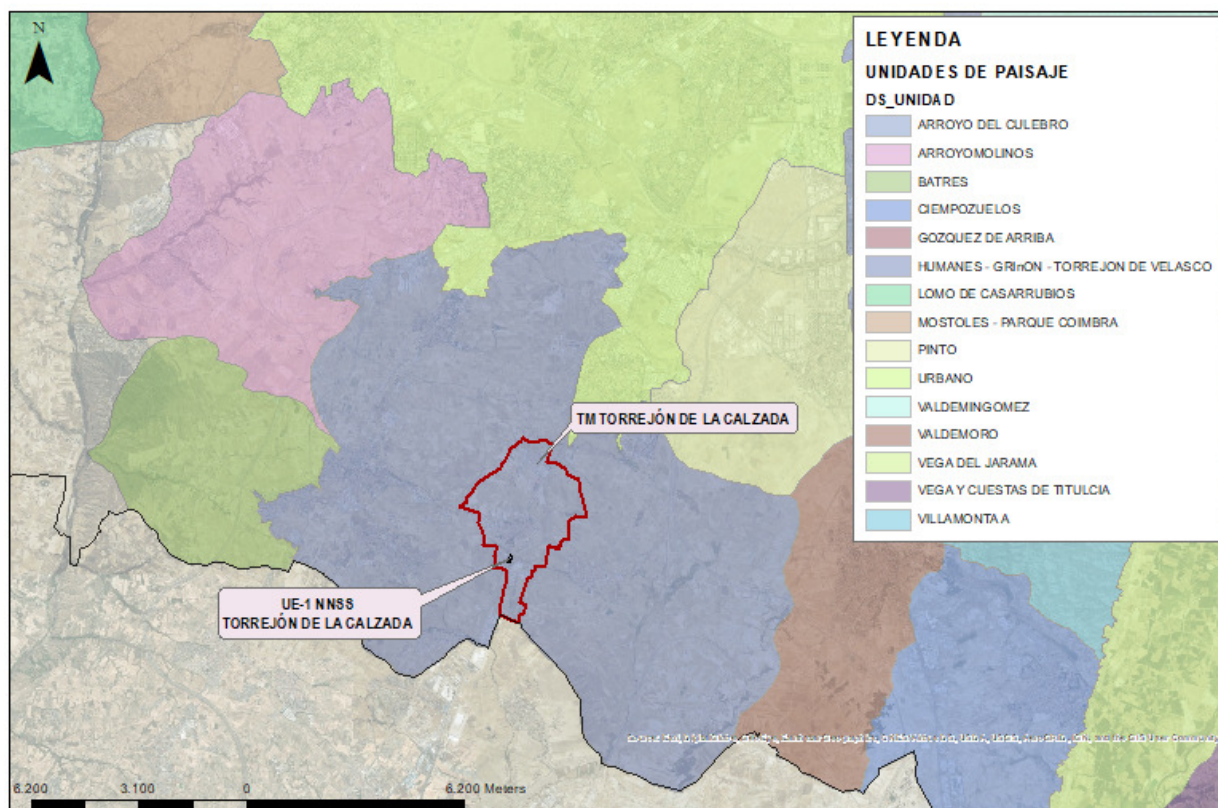 N
LEYENDA
UNIDADES DE PAISAJE
DS_UNIDAD
ARROYO DEL CULEBRO
ARROYOMOLINOS
BATRES
CIEMPOZUELOS
GOZQUEZ DE ARRIBA
HUMANES - GRInON - TORREJON DE VELASCO
LOMO DE CASARRUBIOS
MOSTOLES - PARQUE COIMBRA
PINTO
URBANO
VALDEMINGOMEZ
VALDEMORO
VEGA DEL JARAMA
VEGA Y CUESTAS DE TITULCIA
VILLAMONTA A
TM TORREJÓN DE LA CALZADA
UE-1 NNSS
TORREJÓN DE LA CALZADA
6.200 3.100 0 6.200 Meters